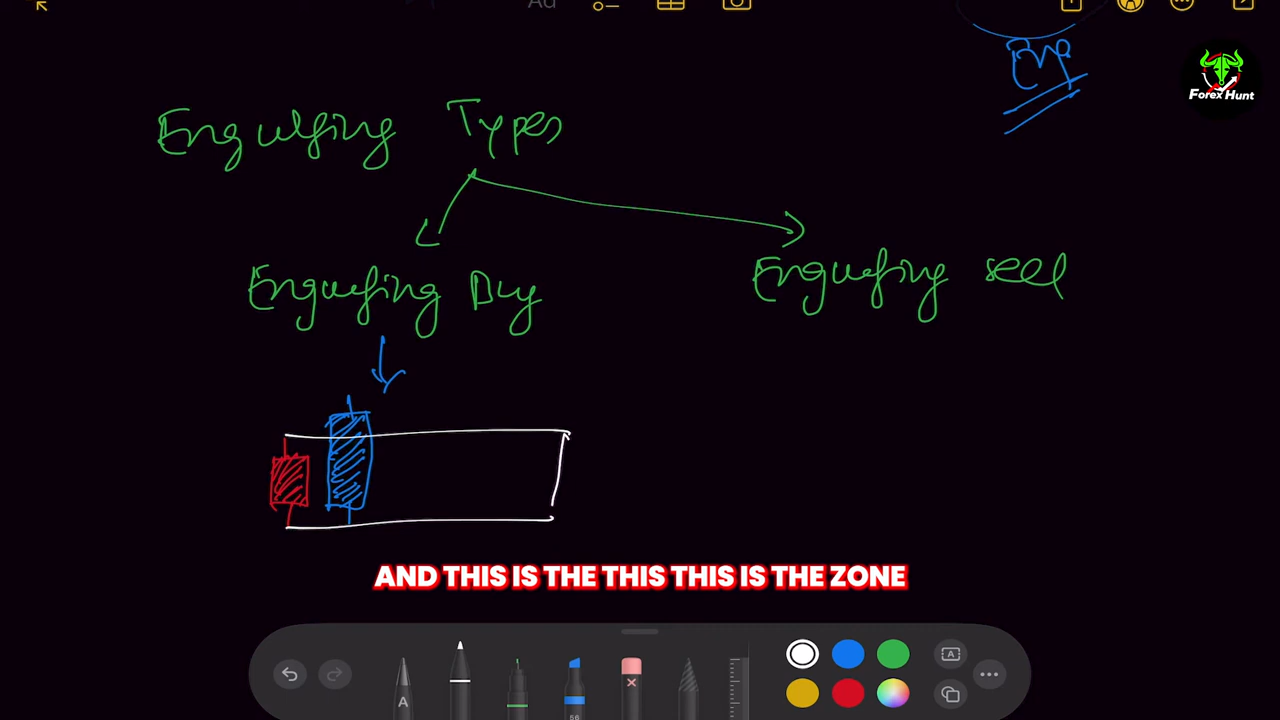 Forex Hunt
Engulfing Types
Engulfing Buy
Engulfing sell
AND THIS IS THE THIS THIS IS THE ZONE